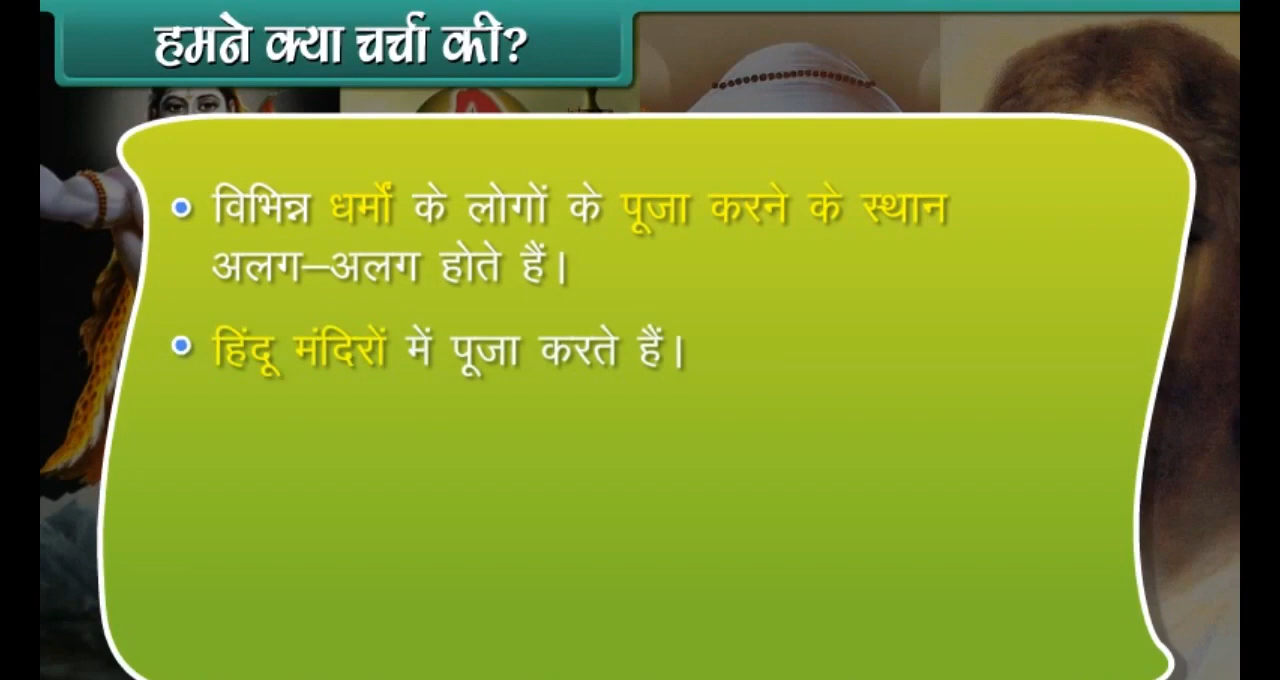 हमने क्या चर्चा की?
विभिन्न धर्मों के लोगों के पूजा करने के स्थान
अलग–अलग होते हैं।
हिंदू मंदिरों में पूजा करते हैं।